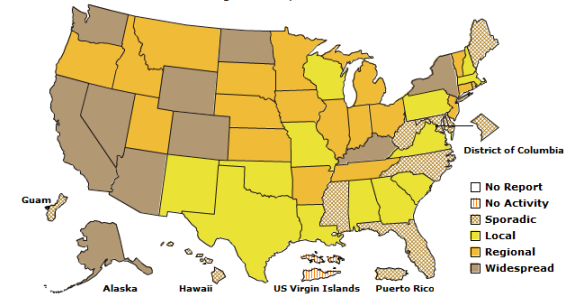 District of Columbia
No Report
No Activity
Guam
Sporadic
Local
Regional
Widespread
Alaska
Hawaii
US Virgin Islands
Puerto Rico